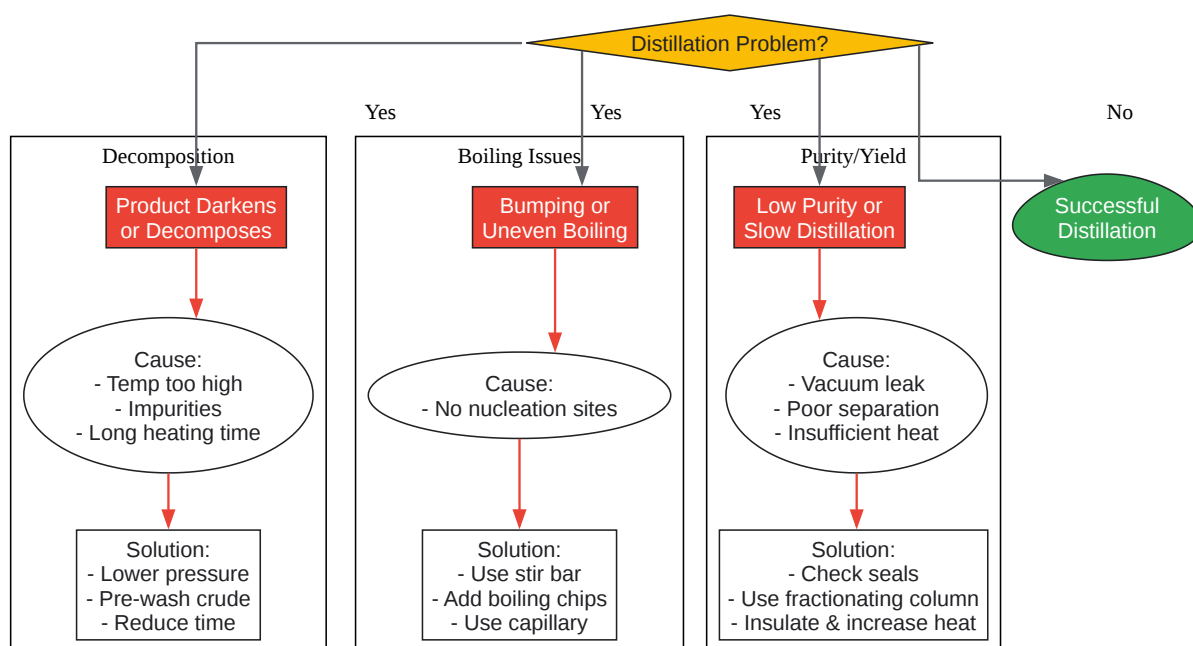 Distillation Problem?
Yes
Yes
Yes
No
Decomposition
Boiling Issues
Purity/Yield
Product Darkens
or Decomposes
Bumping or
Uneven Boiling
Low Purity or
Slow Distillation
Successful
Distillation
Cause:
- Temp too high
- Impurities
- Long heating time
Cause:
- No nucleation sites
Cause:
- Vacuum leak
- Poor separation
- Insufficient heat
Solution:
- Lower pressure
- Pre-wash crude
- Reduce time
Solution:
- Use stir bar
- Add boiling chips
- Use capillary
Solution:
- Check seals
- Use fractionating column
- Insulate & increase heat